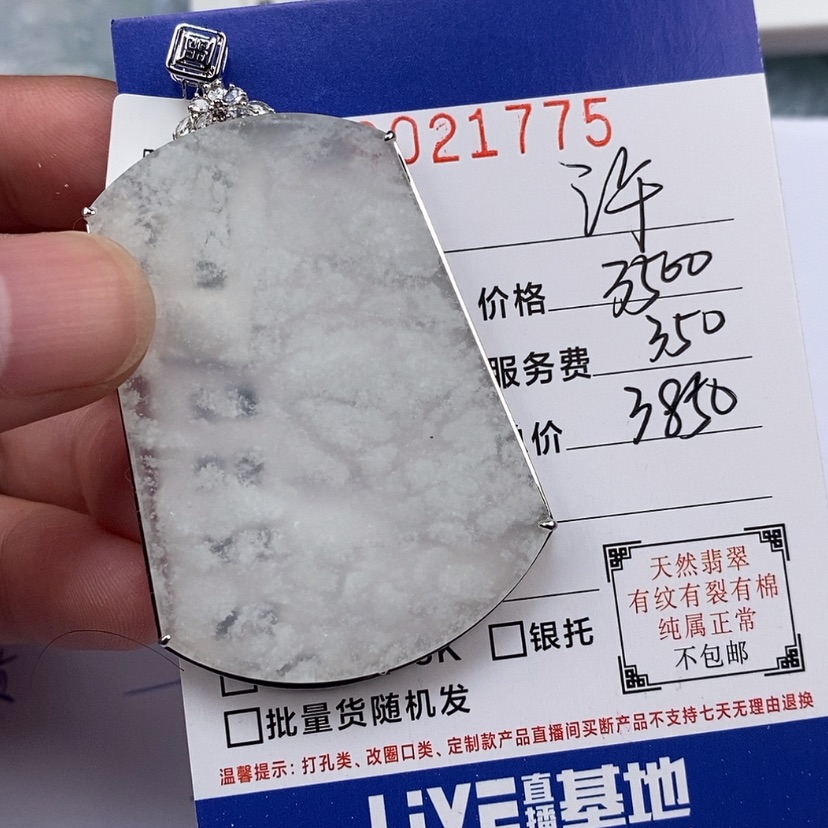 021775
许
价格 3500
服务费 350
价 3850
天然翡翠
有纹有裂有棉
纯属正常
不包邮
银托
批量货随机发
温馨提示：打孔类、改圈口类、定制款产品直播间买断产品不支持七天无理由退换
LiVE直播基地